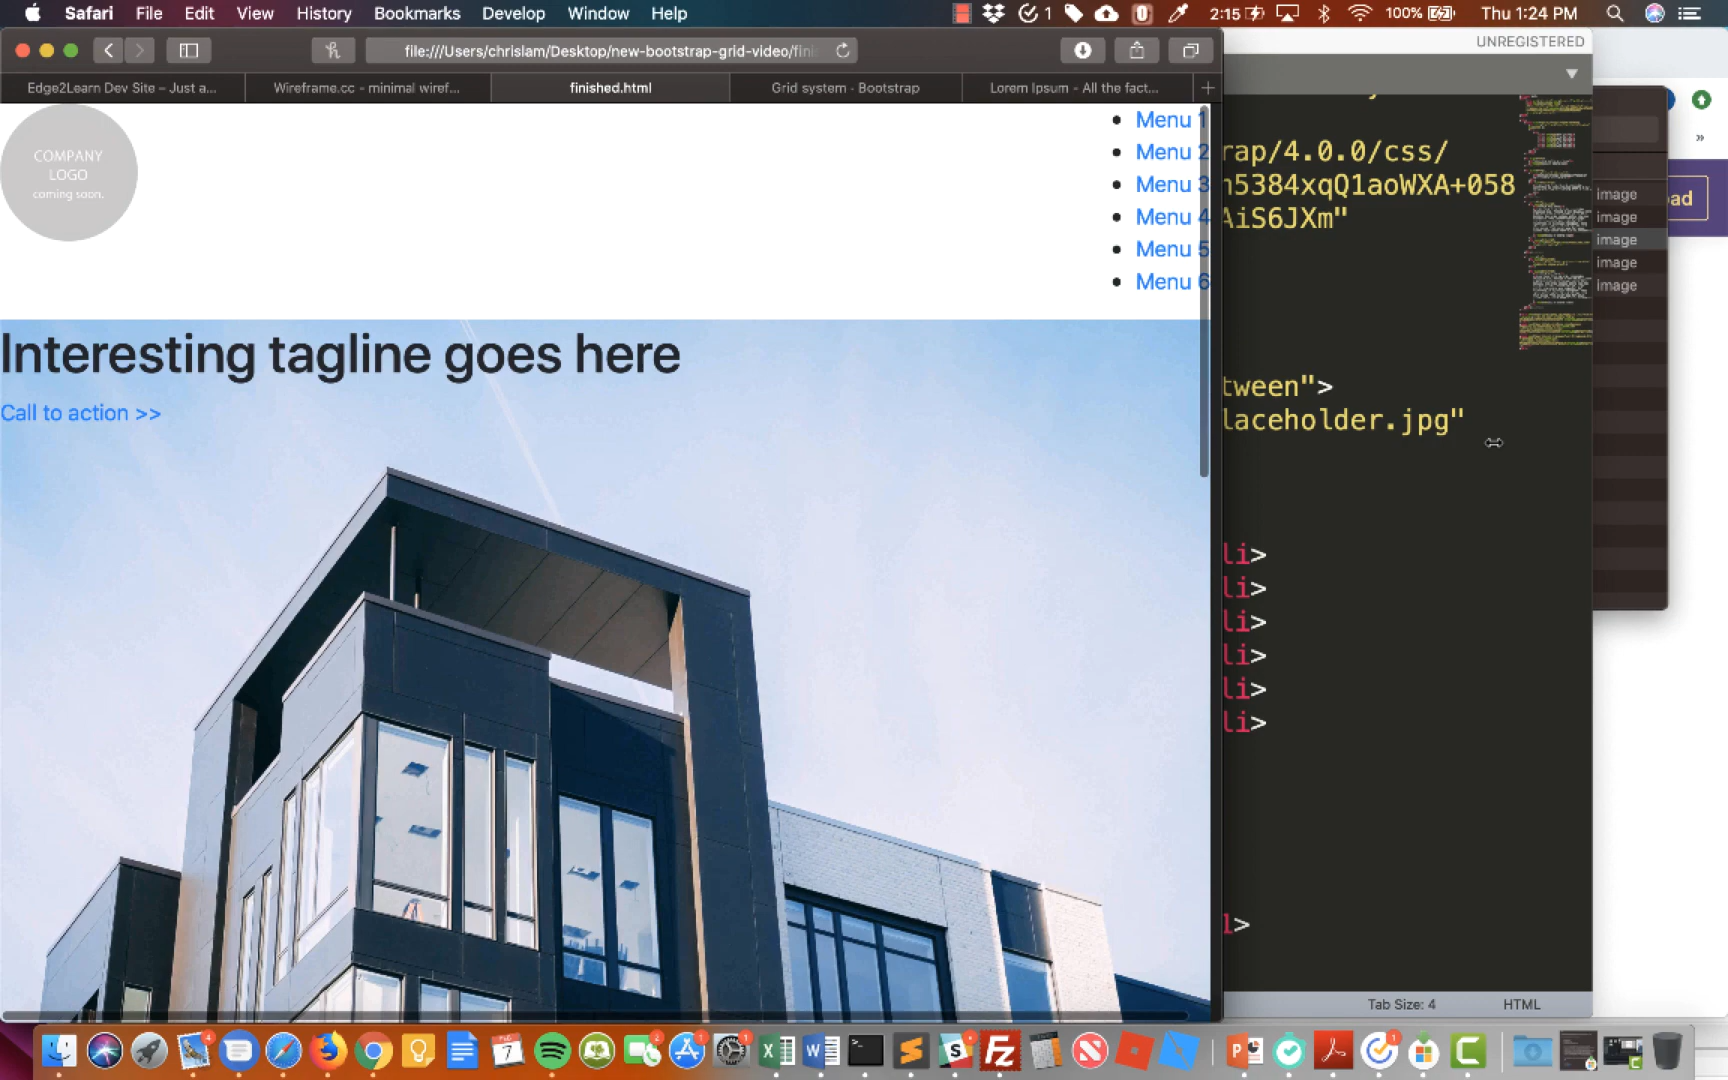 Safari File Edit View History Bookmarks Develop Window Help
1 2:15 100% Thu 1:24 PM
UNREGISTERED
file:///Users/chrislam/Desktop/new-bootstrap-grid-video/fini
Edge2Learn Dev Site – Just a...
Wireframe.cc - minimal wiref...
finished.html
Grid system · Bootstrap
Lorem Ipsum - All the fact...
COMPANY
LOGO
coming soon.
Menu 1
Menu 2
Menu 3
Menu 4
Menu 5
Menu 6
Interesting tagline goes here
Call to action >>
rap/4.0.0/css/
n5384xqQ1aoWXA+058
AiS6JXm"
tween">
laceholder.jpg"
li>
li>
li>
li>
li>
li>
l>
image
image
image
image
image
ad
Tab Size: 4
HTML